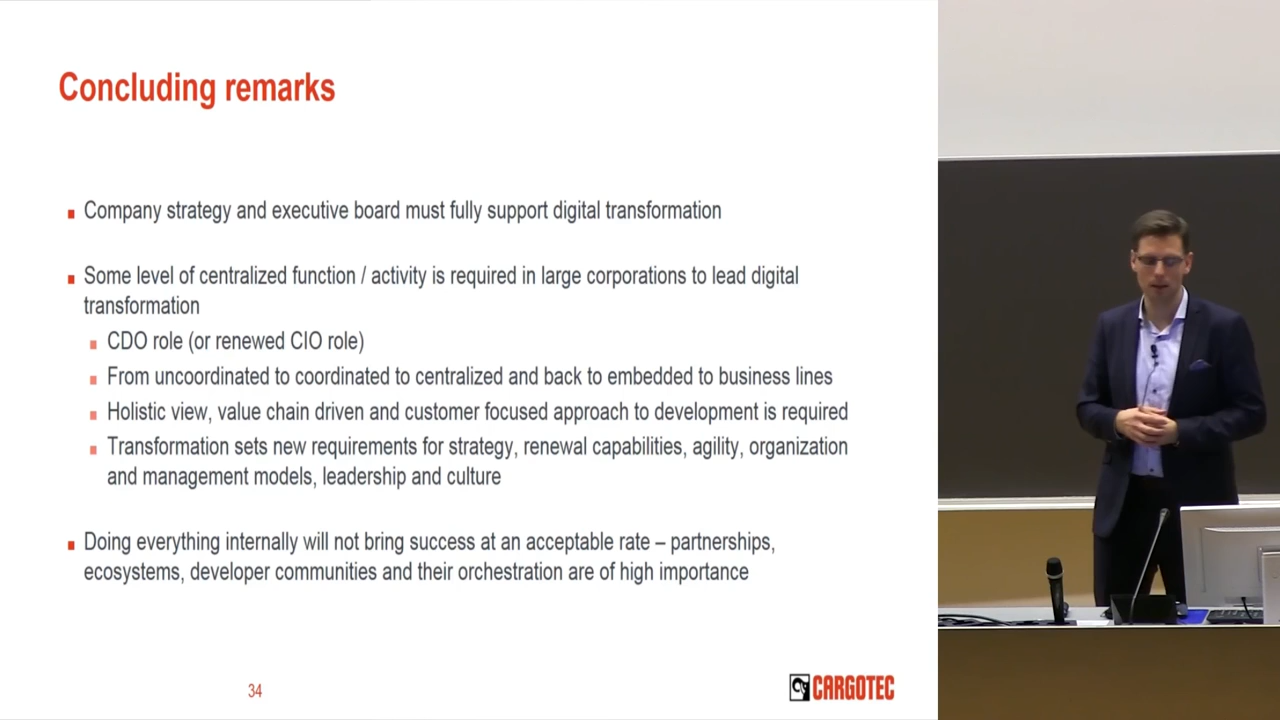 Concluding remarks
Company strategy and executive board must fully support digital transformation
Some level of centralized function / activity is required in large corporations to lead digital
transformation
CDO role (or renewed CIO role)
From uncoordinated to coordinated to centralized and back to embedded to business lines
Holistic view, value chain driven and customer focused approach to development is required
Transformation sets new requirements for strategy, renewal capabilities, agility, organization
and management models, leadership and culture
Doing everything internally will not bring success at an acceptable rate – partnerships,
ecosystems, developer communities and their orchestration are of high importance
34
CARGOTEC